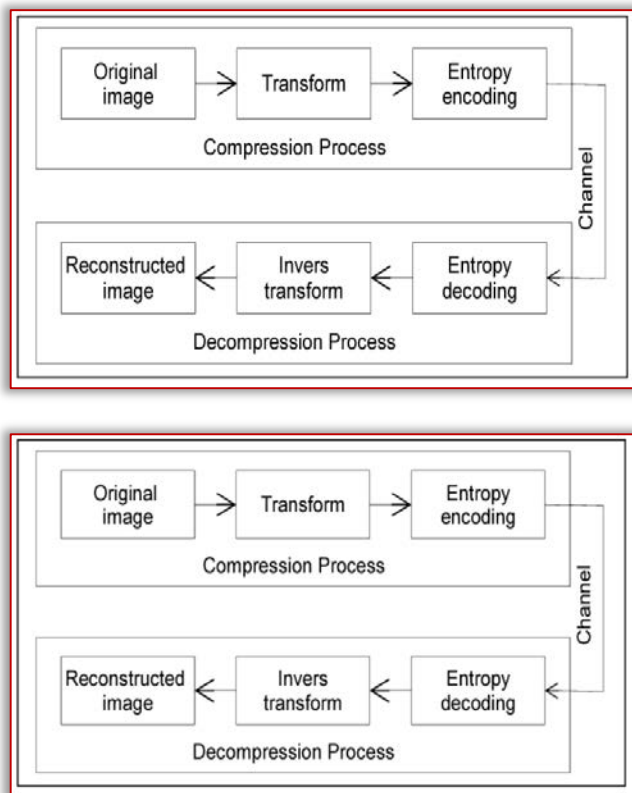 Original
image
Transform
Entropy
encoding
Compression Process
Channel
Reconstructed
image
Invers
transform
Entropy
decoding
Decompression Process
Original
image
Transform
Entropy
encoding
Compression Process
Channel
Reconstructed
image
Invers
transform
Entropy
decoding
Decompression Process